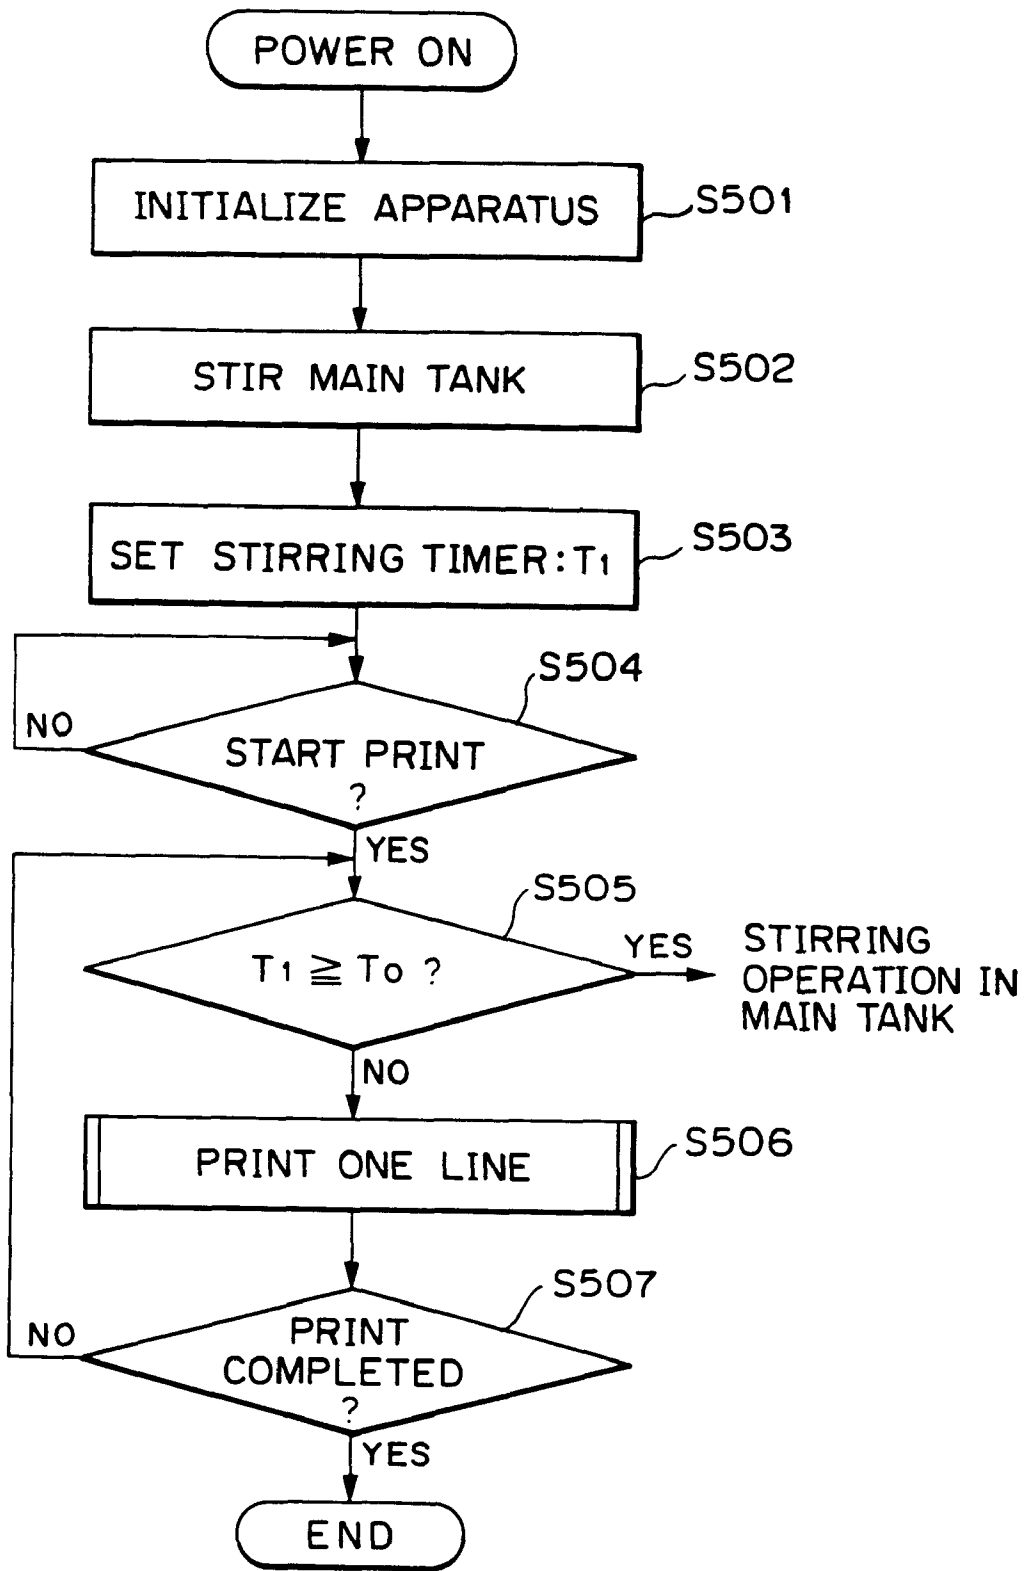 POWER ON
INITIALIZE APPARATUS
S501
STIR MAIN TANK
S502
SET STIRRING TIMER:T1
S503
S504
NO
START PRINT
?
YES
S505
T1 ≧ To ?
YES
STIRRING
OPERATION IN
MAIN TANK
NO
PRINT ONE LINE
S506
S507
NO
PRINT
COMPLETED
?
YES
END